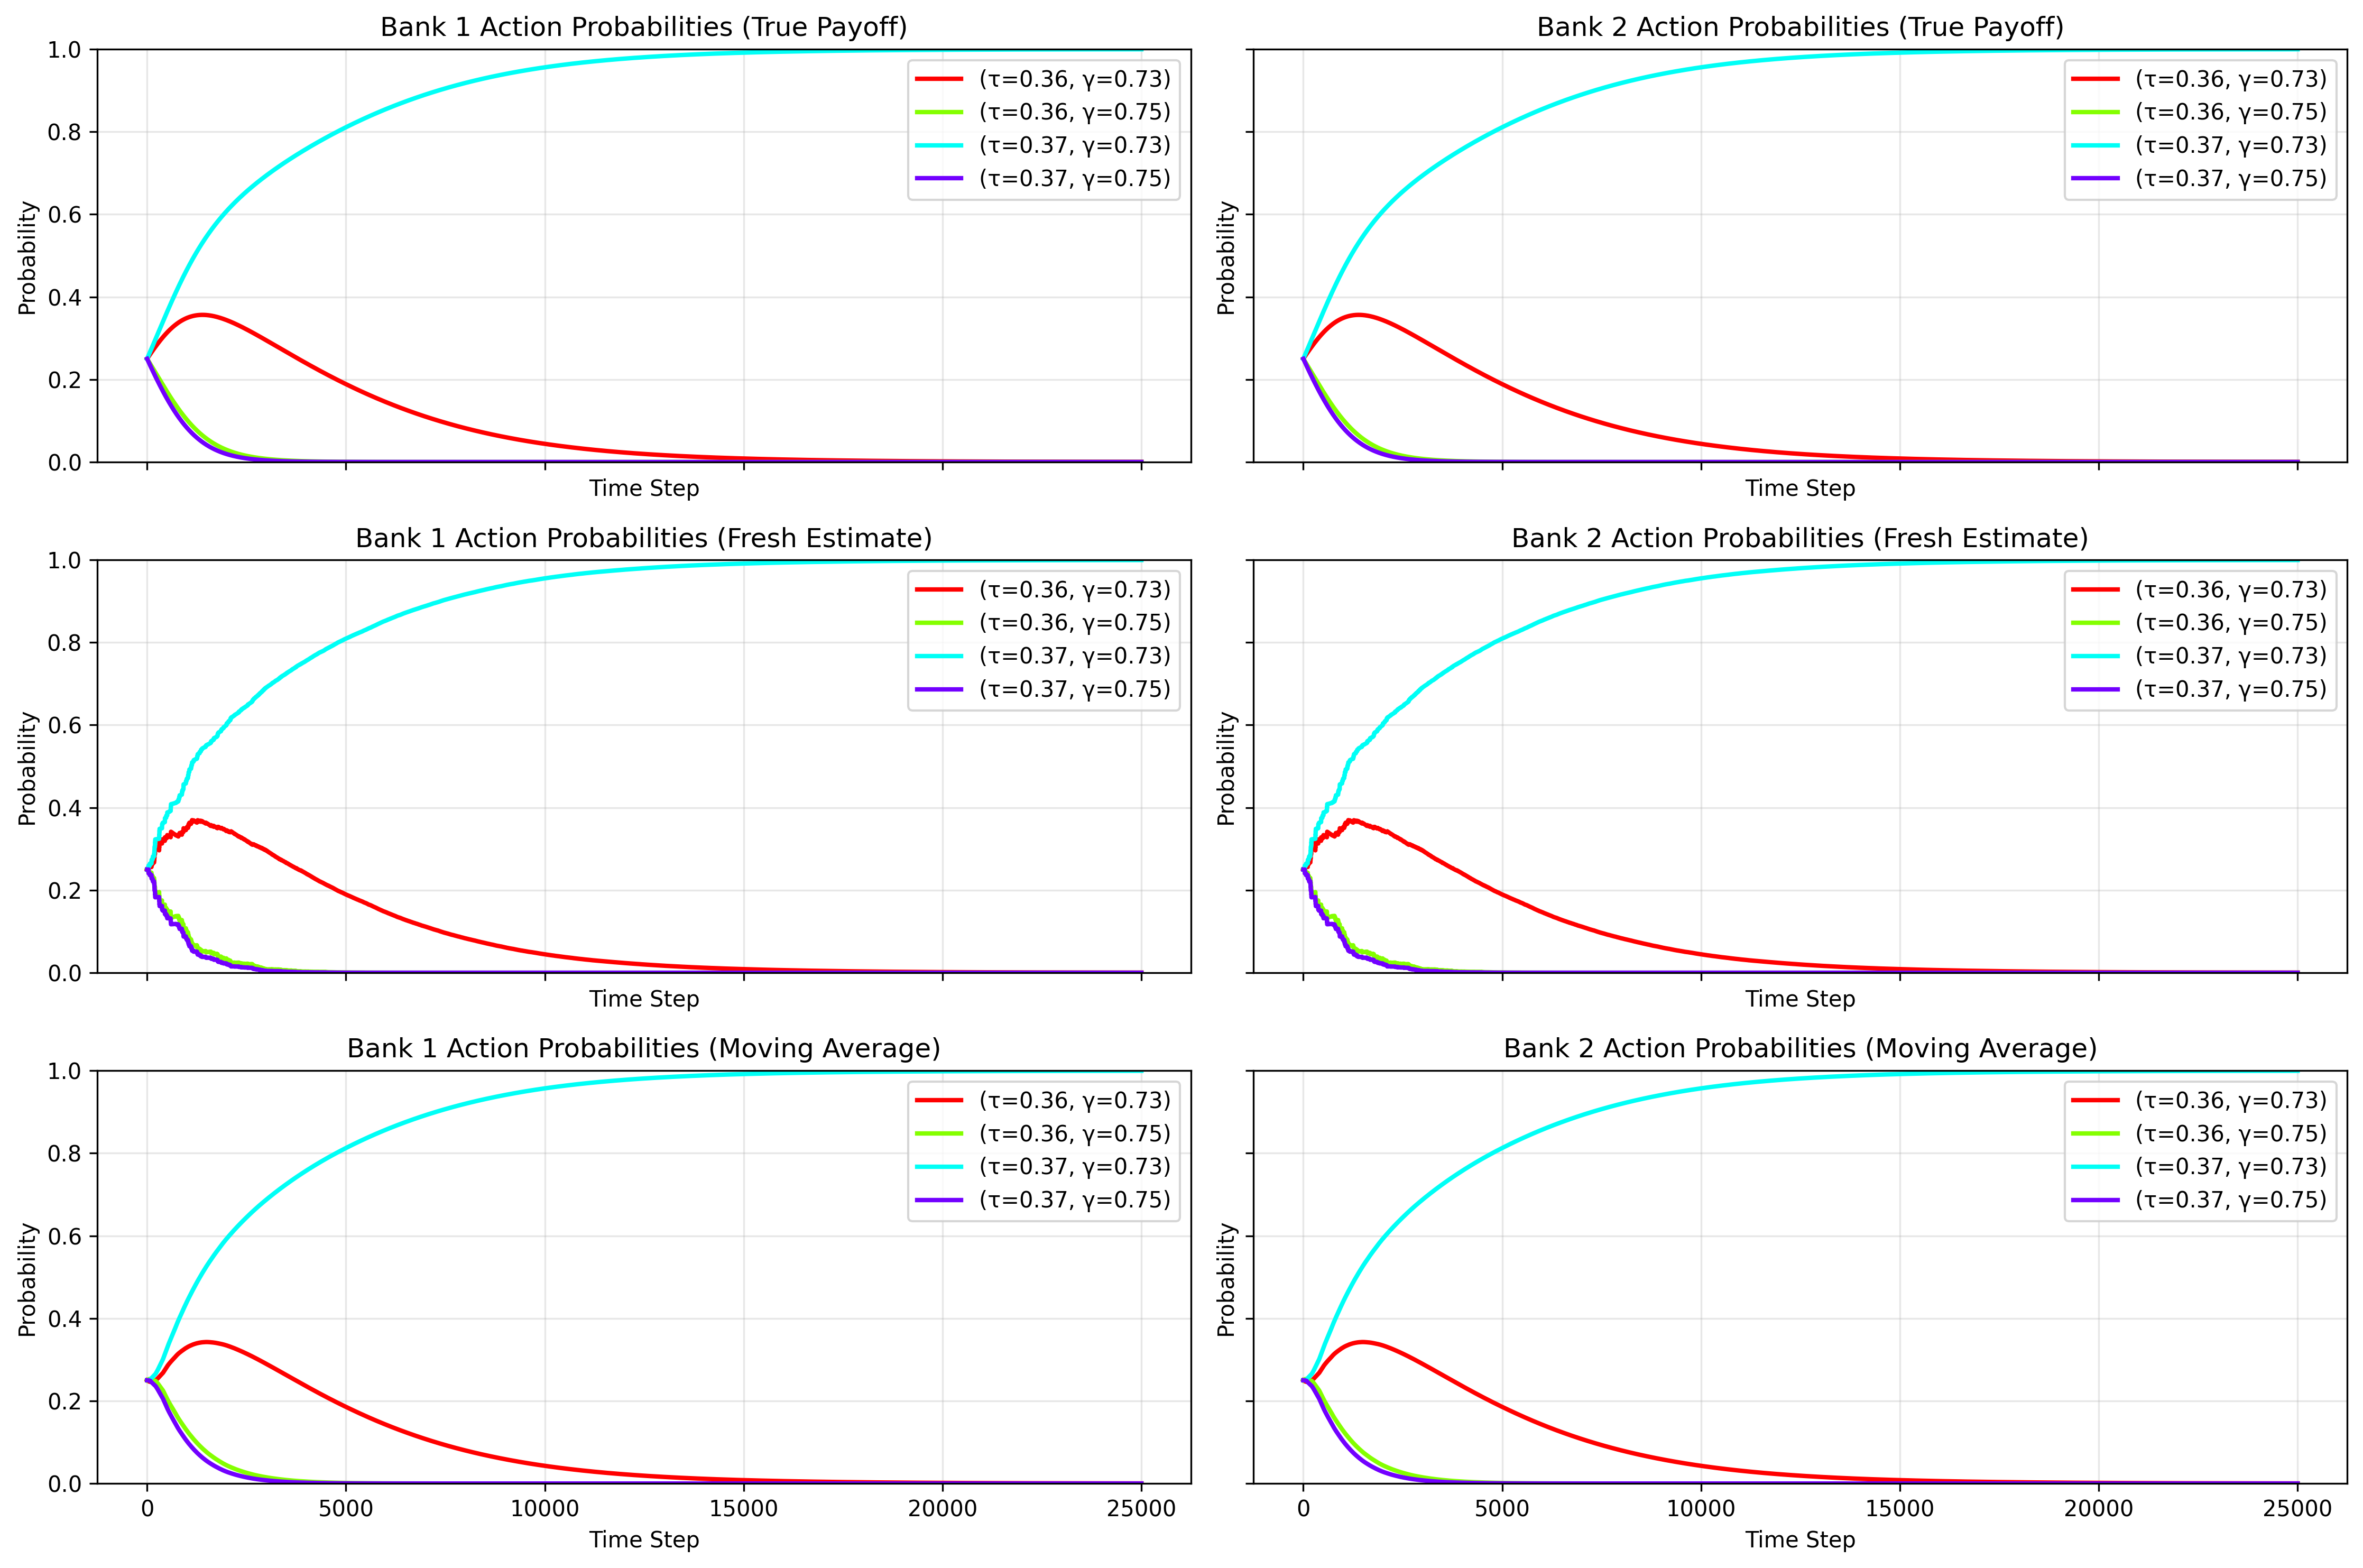 Bank 1 Action Probabilities (True Payoff)
1.0
0.8
0.6
0.4
0.2
0.0
Probability
Time Step
(τ=0.36, γ=0.73)
(τ=0.36, γ=0.75)
(τ=0.37, γ=0.73)
(τ=0.37, γ=0.75)
Bank 2 Action Probabilities (True Payoff)
Probability
Time Step
(τ=0.36, γ=0.73)
(τ=0.36, γ=0.75)
(τ=0.37, γ=0.73)
(τ=0.37, γ=0.75)
Bank 1 Action Probabilities (Fresh Estimate)
1.0
0.8
0.6
0.4
0.2
0.0
Probability
Time Step
(τ=0.36, γ=0.73)
(τ=0.36, γ=0.75)
(τ=0.37, γ=0.73)
(τ=0.37, γ=0.75)
Bank 2 Action Probabilities (Fresh Estimate)
Probability
Time Step
(τ=0.36, γ=0.73)
(τ=0.36, γ=0.75)
(τ=0.37, γ=0.73)
(τ=0.37, γ=0.75)
Bank 1 Action Probabilities (Moving Average)
1.0
0.8
0.6
0.4
0.2
0.0
Probability
(τ=0.36, γ=0.73)
(τ=0.36, γ=0.75)
(τ=0.37, γ=0.73)
(τ=0.37, γ=0.75)
0 5000 10000 15000 20000 25000
Time Step
Bank 2 Action Probabilities (Moving Average)
Probability
(τ=0.36, γ=0.73)
(τ=0.36, γ=0.75)
(τ=0.37, γ=0.73)
(τ=0.37, γ=0.75)
0 5000 10000 15000 20000 25000
Time Step